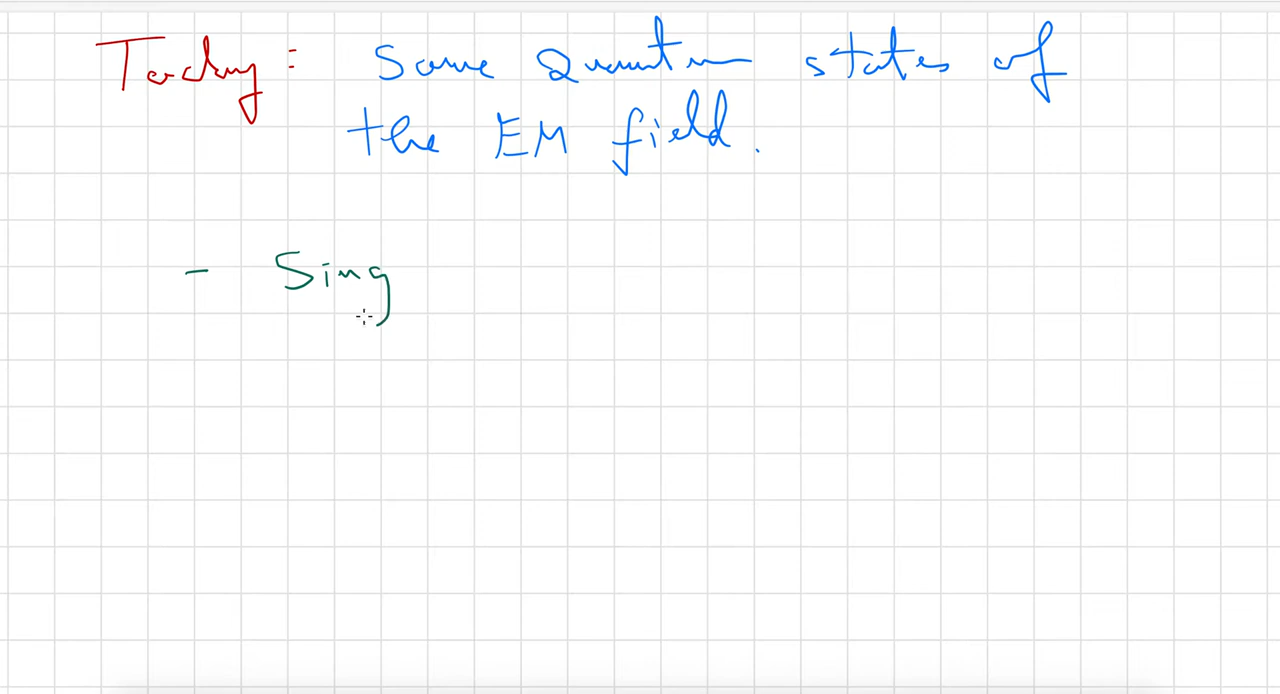 Today: Some Quantum states of
the EM field.
- Sing